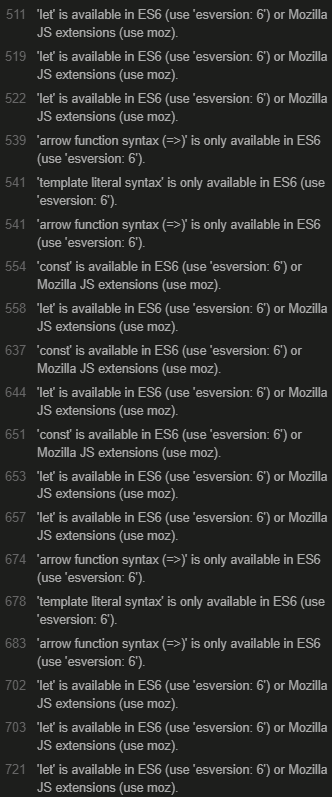 511 'let' is available in ES6 (use 'esversion: 6') or Mozilla
JS extensions (use moz).
519 'let' is available in ES6 (use 'esversion: 6') or Mozilla
JS extensions (use moz).
522 'let' is available in ES6 (use 'esversion: 6') or Mozilla
JS extensions (use moz).
539 'arrow function syntax (=>)' is only available in ES6
(use 'esversion: 6').
541 'template literal syntax' is only available in ES6 (use
'esversion: 6').
541 'arrow function syntax (=>)' is only available in ES6
(use 'esversion: 6').
554 'const' is available in ES6 (use 'esversion: 6') or
Mozilla JS extensions (use moz).
558 'let' is available in ES6 (use 'esversion: 6') or Mozilla
JS extensions (use moz).
637 'const' is available in ES6 (use 'esversion: 6') or
Mozilla JS extensions (use moz).
644 'let' is available in ES6 (use 'esversion: 6') or Mozilla
JS extensions (use moz).
651 'const' is available in ES6 (use 'esversion: 6') or
Mozilla JS extensions (use moz).
653 'let' is available in ES6 (use 'esversion: 6') or Mozilla
JS extensions (use moz).
657 'let' is available in ES6 (use 'esversion: 6') or Mozilla
JS extensions (use moz).
674 'arrow function syntax (=>)' is only available in ES6
(use 'esversion: 6').
678 'template literal syntax' is only available in ES6 (use
'esversion: 6').
683 'arrow function syntax (=>)' is only available in ES6
(use 'esversion: 6').
702 'let' is available in ES6 (use 'esversion: 6') or Mozilla
JS extensions (use moz).
703 'let' is available in ES6 (use 'esversion: 6') or Mozilla
JS extensions (use moz).
721 'let' is available in ES6 (use 'esversion: 6') or Mozilla
JS extensions (use moz).